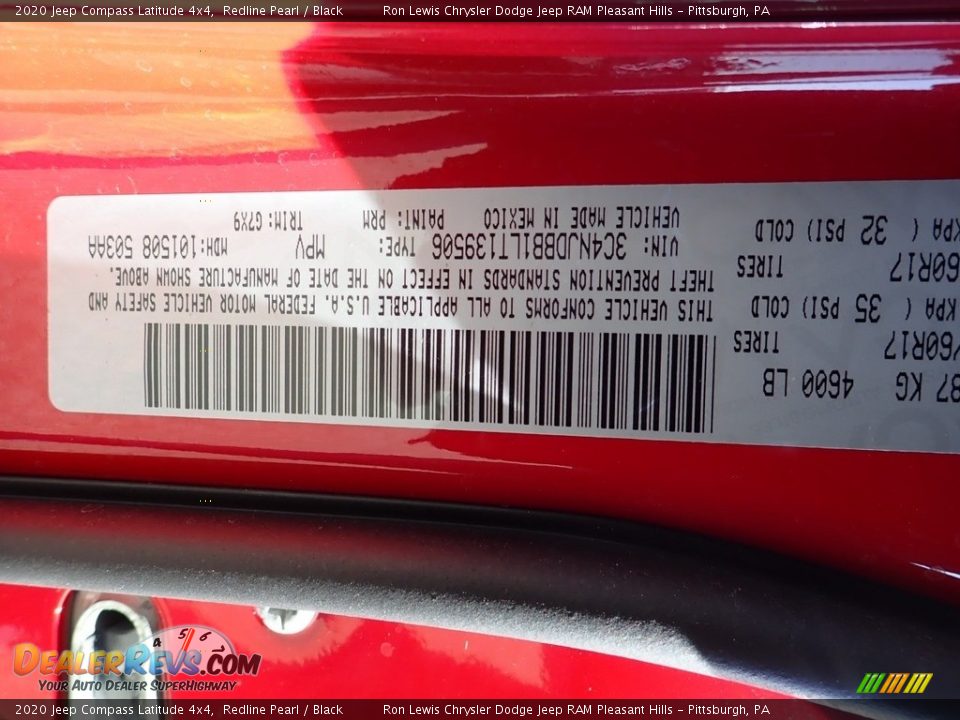 2020 Jeep Compass Latitude 4x4, Redline Pearl / Black Ron Lewis Chrysler Dodge Jeep RAM Pleasant Hills - Pittsburgh, PA
87 KG 4600 LB
60R17 TIRES
KPA ( 35 PSI) COLD
60R17 TIRES
KPA ( 32 PSI) COLD
THIS VEHICLE CONFORMS TO ALL APPLICABLE U.S.A. FEDERAL MOTOR VEHICLE SAFETY AND
THEFT PREVENTION STANDARDS IN EFFECT ON THE DATE OF MANUFACTURE SHOWN ABOVE.
VIN: 3C4NJDBB1LT139506 TYPE: MPV MDH: 101508 503AA
VEHICLE MADE IN MEXICO PAINT: PRM TRIM: G7X9
4 5 6
DEALERREVS.COM
YOUR AUTO DEALER SUPERHIGHWAY
2020 Jeep Compass Latitude 4x4, Redline Pearl / Black Ron Lewis Chrysler Dodge Jeep RAM Pleasant Hills - Pittsburgh, PA